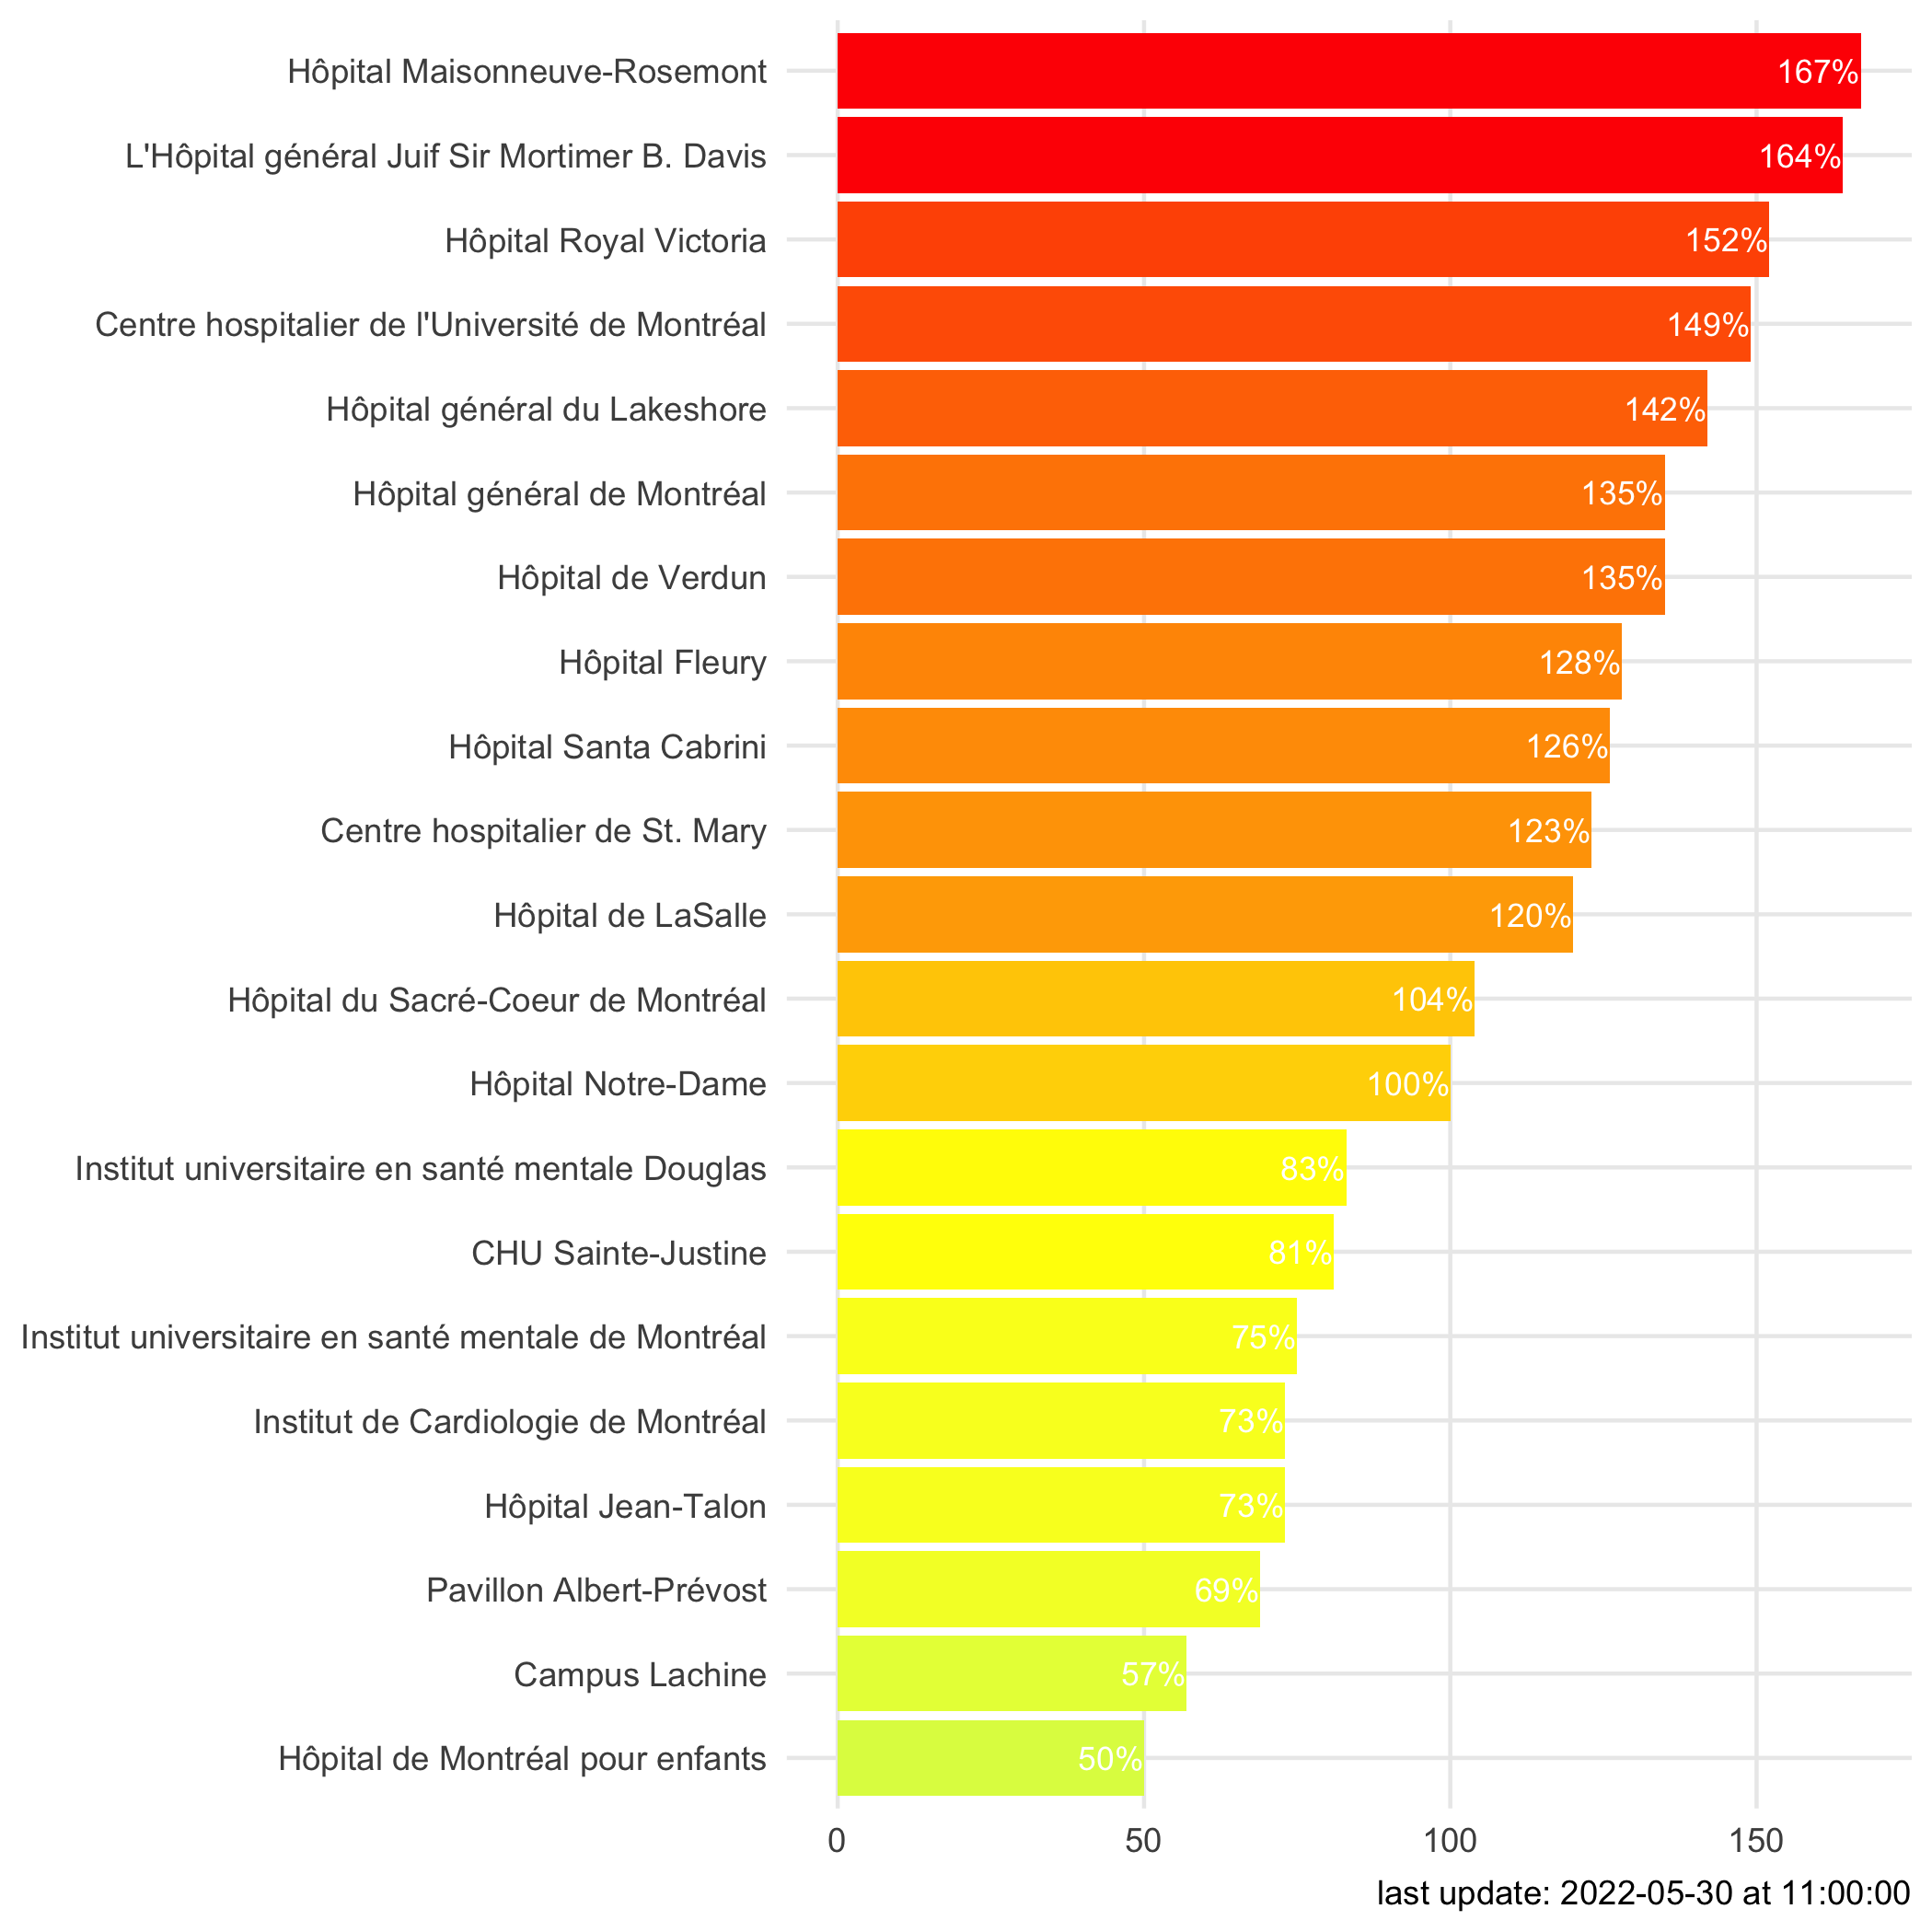 Hôpital Maisonneuve-Rosemont 167%
L'Hôpital général Juif Sir Mortimer B. Davis 164%
Hôpital Royal Victoria 152%
Centre hospitalier de l'Université de Montréal 149%
Hôpital général du Lakeshore 142%
Hôpital général de Montréal 135%
Hôpital de Verdun 135%
Hôpital Fleury 128%
Hôpital Santa Cabrini 126%
Centre hospitalier de St. Mary 123%
Hôpital de LaSalle 120%
Hôpital du Sacré-Coeur de Montréal 104%
Hôpital Notre-Dame 100%
Institut universitaire en santé mentale Douglas 83%
CHU Sainte-Justine 81%
Institut universitaire en santé mentale de Montréal 75%
Institut de Cardiologie de Montréal 73%
Hôpital Jean-Talon 73%
Pavillon Albert-Prévost 69%
Campus Lachine 57%
Hôpital de Montréal pour enfants 50%
0 50 100 150
last update: 2022-05-30 at 11:00:00